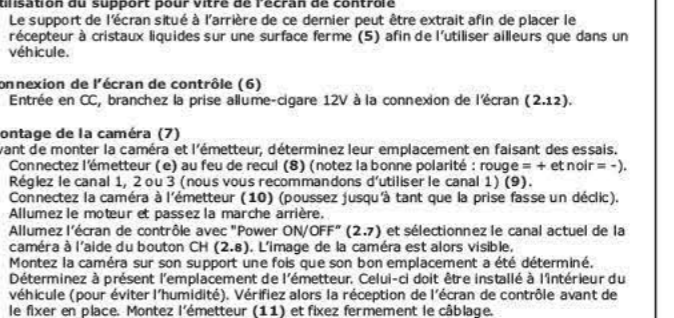 tilisation du support pour vitre de l'écran de contrôle
Le support de l'écran situé à l'arrière de ce dernier peut être extrait afin de placer le
récepteur à cristaux liquides sur une surface ferme (5) afin de l'utiliser ailleurs que dans un
véhicule.
onnexion de l'écran de contrôle (6)
Entrée en CC, branchez la prise allume-cigare 12V à la connexion de l'écran (2.12).
ontage de la caméra (7)
vant de monter la caméra et l'émetteur, déterminez leur emplacement en faisant des essais.
Connectez l'émetteur (e) au feu de recul (8) (notez la bonne polarité : rouge = + et noir = -).
Réglez le canal 1, 2 ou 3 (nous vous recommandons d'utiliser le canal 1) (9).
Connectez la caméra à l'émetteur (10) (poussez jusqu'à tant que la prise fasse un déclic).
Allumez le moteur et passez la marche arrière.
Allumez l'écran de contrôle avec "Power ON/OFF" (2.7) et sélectionnez le canal actuel de la
caméra à l'aide du bouton CH (2.8). L'image de la caméra est alors visible.
Montez la caméra sur son support une fois que son bon emplacement a été déterminé.
Déterminez à présent l'emplacement de l'émetteur. Celui-ci doit être installé à l'intérieur du
véhicule (pour éviter l'humidité). Vérifiez alors la réception de l'écran de contrôle avant de
le fixer en place. Montez l'émetteur (11) et fixez fermement le câblage.